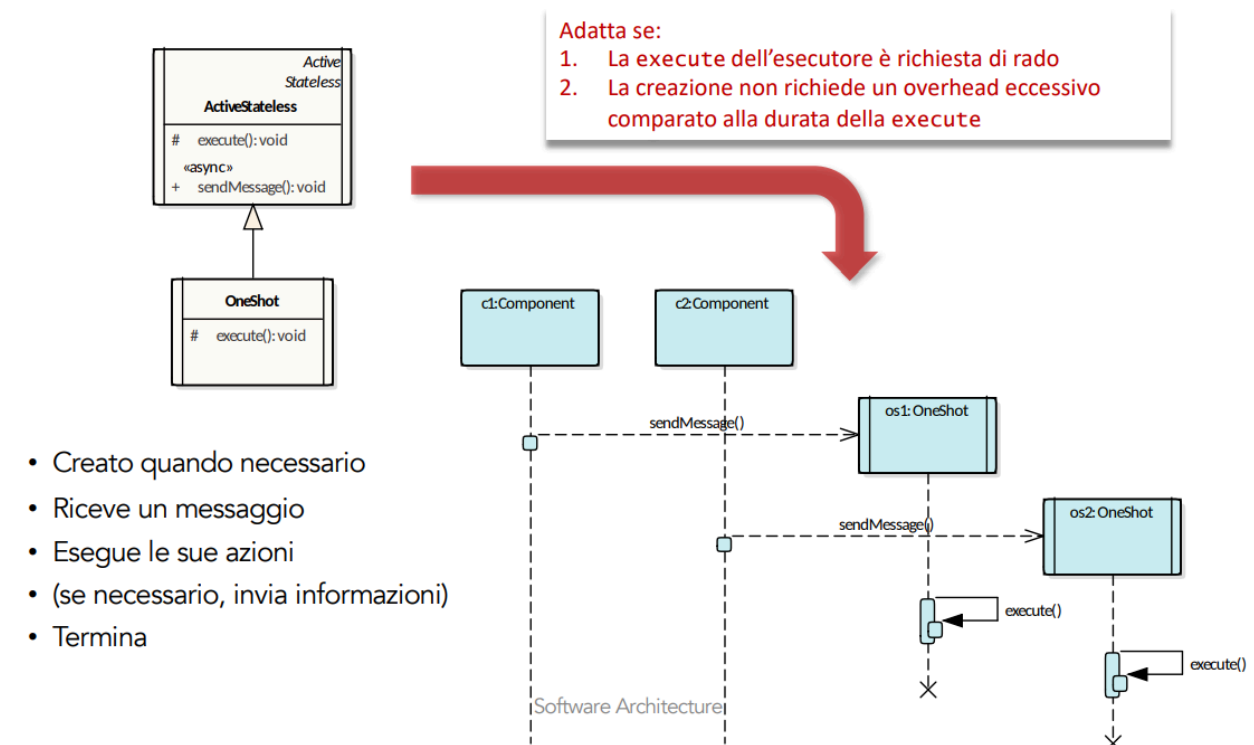 Adatta se:
1. La execute dell'esecutore è richiesta di rado
2. La creazione non richiede un overhead eccessivo
comparato alla durata della execute
Active
Stateless
ActiveStateless
# execute(): void
«async»
+ sendMessage(): void
OneShot
# execute(): void
c1:Component
c2:Component
os1: OneShot
sendMessage()
os2: OneShot
sendMessage()
execute()
execute()
• Creato quando necessario
• Riceve un messaggio
• Esegue le sue azioni
• (se necessario, invia informazioni)
• Termina
Software Architecture